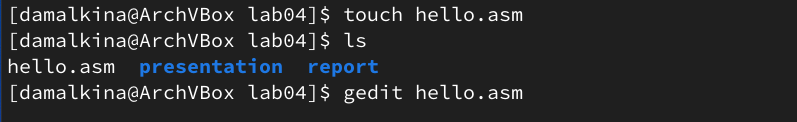 [damalkina@ArchVBox lab04]$ touch hello.asm
[damalkina@ArchVBox lab04]$ ls
hello.asm  presentation  report
[damalkina@ArchVBox lab04]$ gedit hello.asm